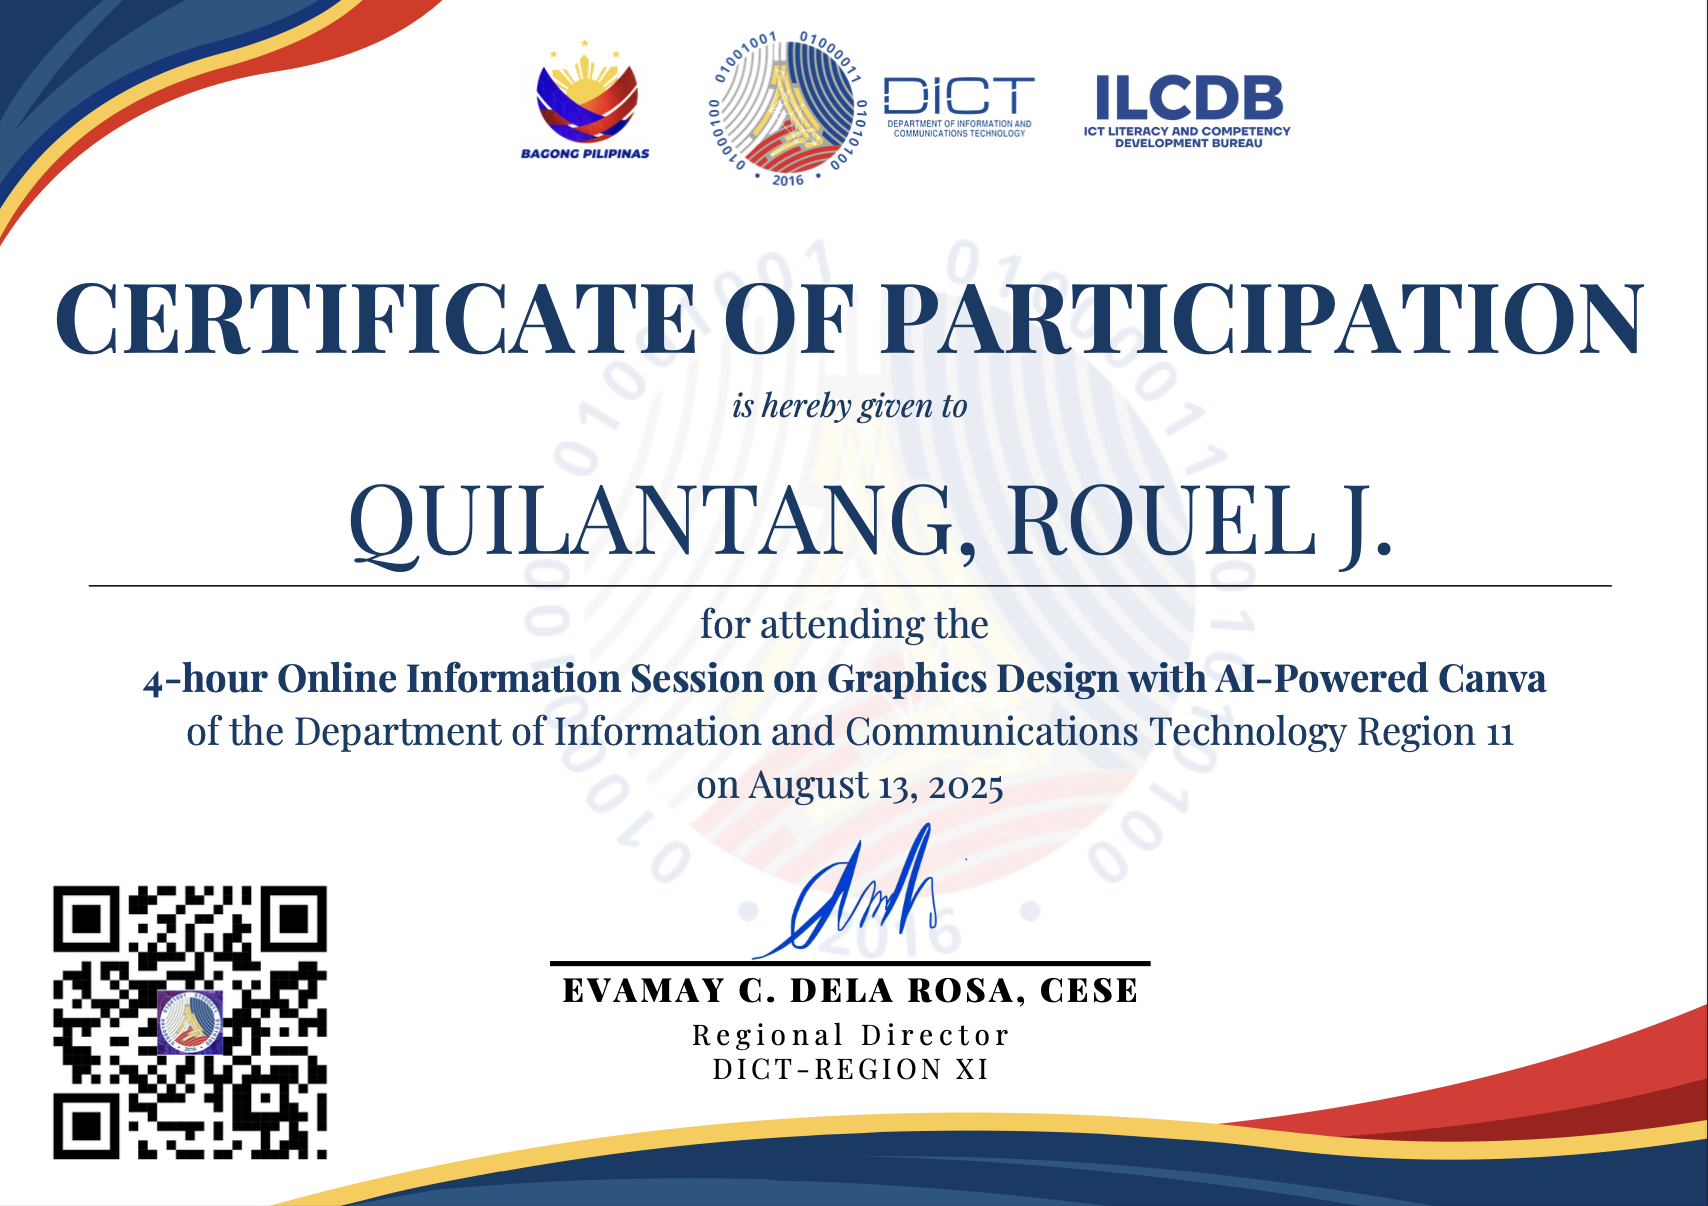 BAGONG PILIPINAS
01001001 01000011 01010100 01000100 • 2016 •
DICT
DEPARTMENT OF INFORMATION AND
COMMUNICATIONS TECHNOLOGY
ILCDB
ICT LITERACY AND COMPETENCY
DEVELOPMENT BUREAU
CERTIFICATE OF PARTICIPATION
is hereby given to
QUILANTANG, ROUEL J.
for attending the
4-hour Online Information Session on Graphics Design with AI-Powered Canva
of the Department of Information and Communications Technology Region 11
on August 13, 2025
2016
EVAMAY C. DELA ROSA, CESE
Regional Director
DICT-REGION XI